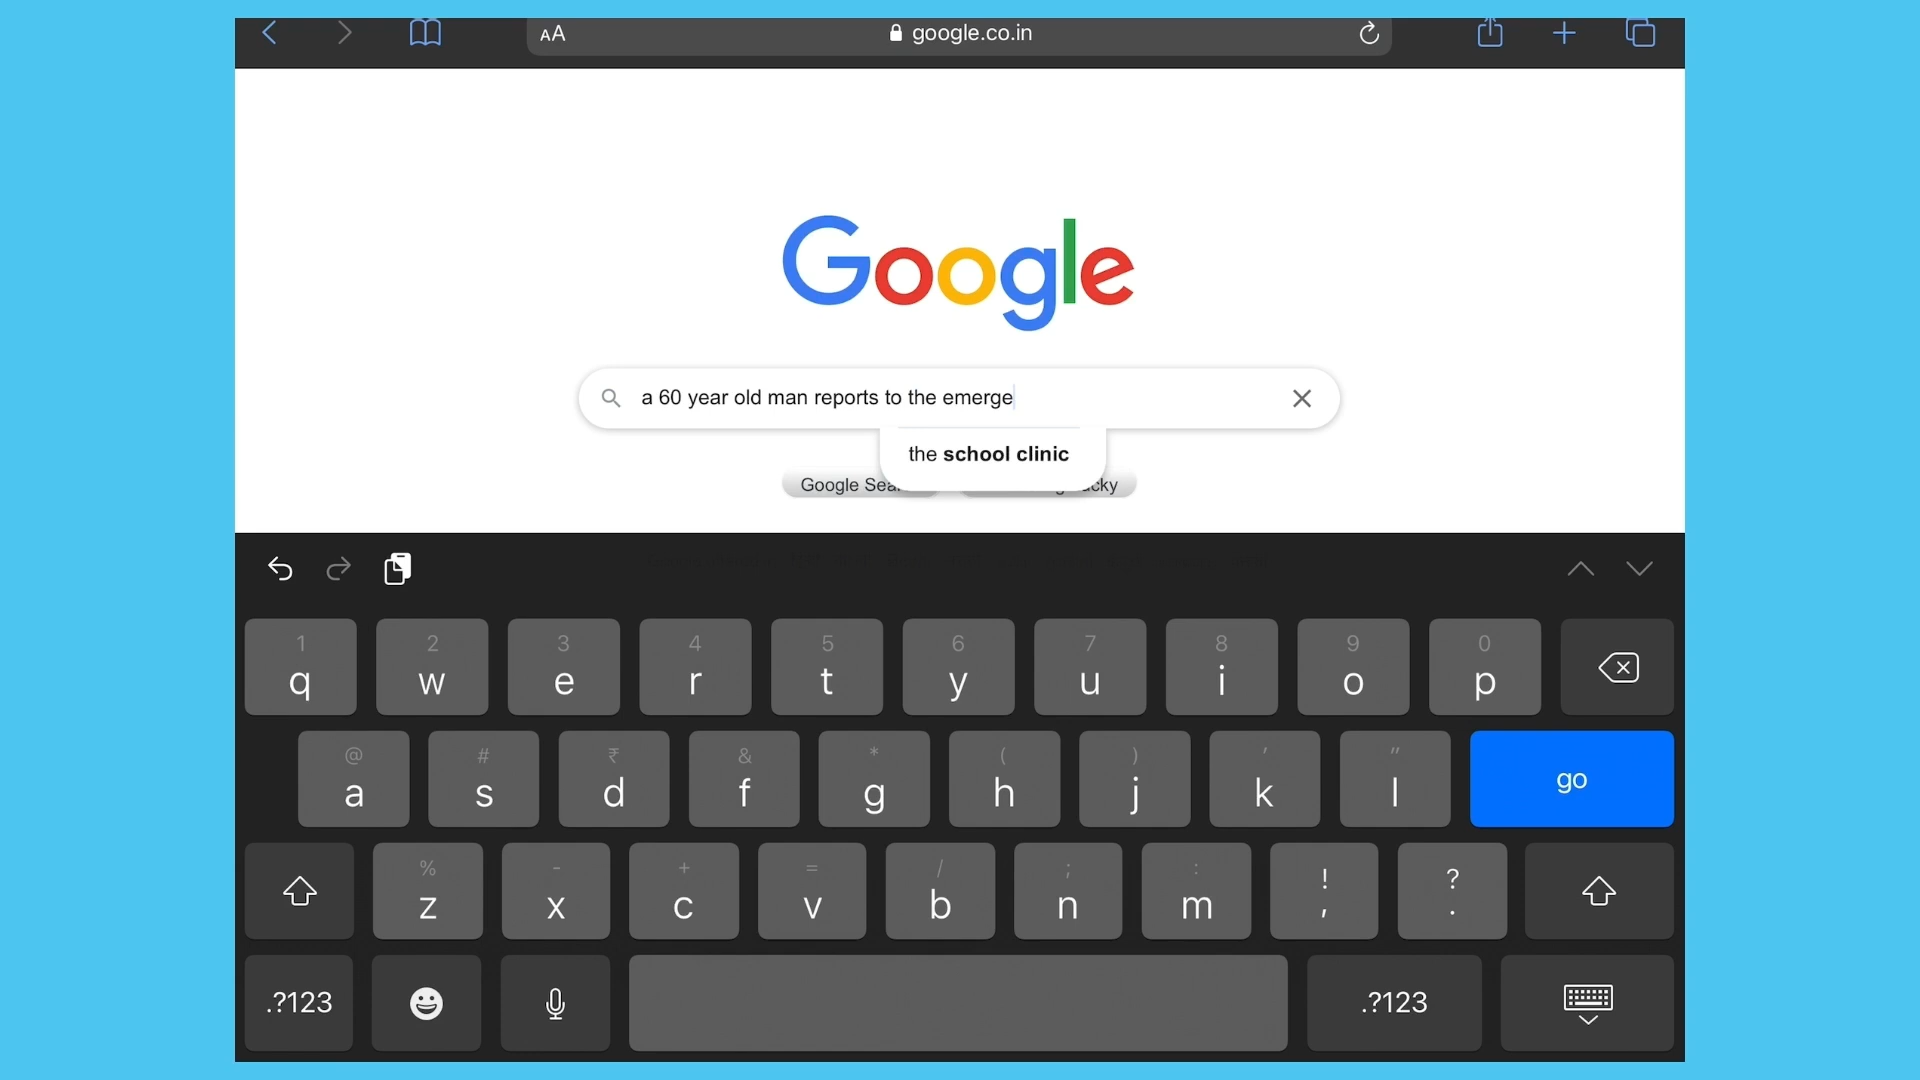 AA google.co.in
Google
a 60 year old man reports to the emerge
the school clinic
Google Sea cky
1 2 3 4 5 6 7 8 9 0
q w e r t y u i o p
@ # ₹ & * ( ) ' "
a s d f g h j k l go
% - + = / ; : ! ?
z x c v b n m , .
.?123 .?123